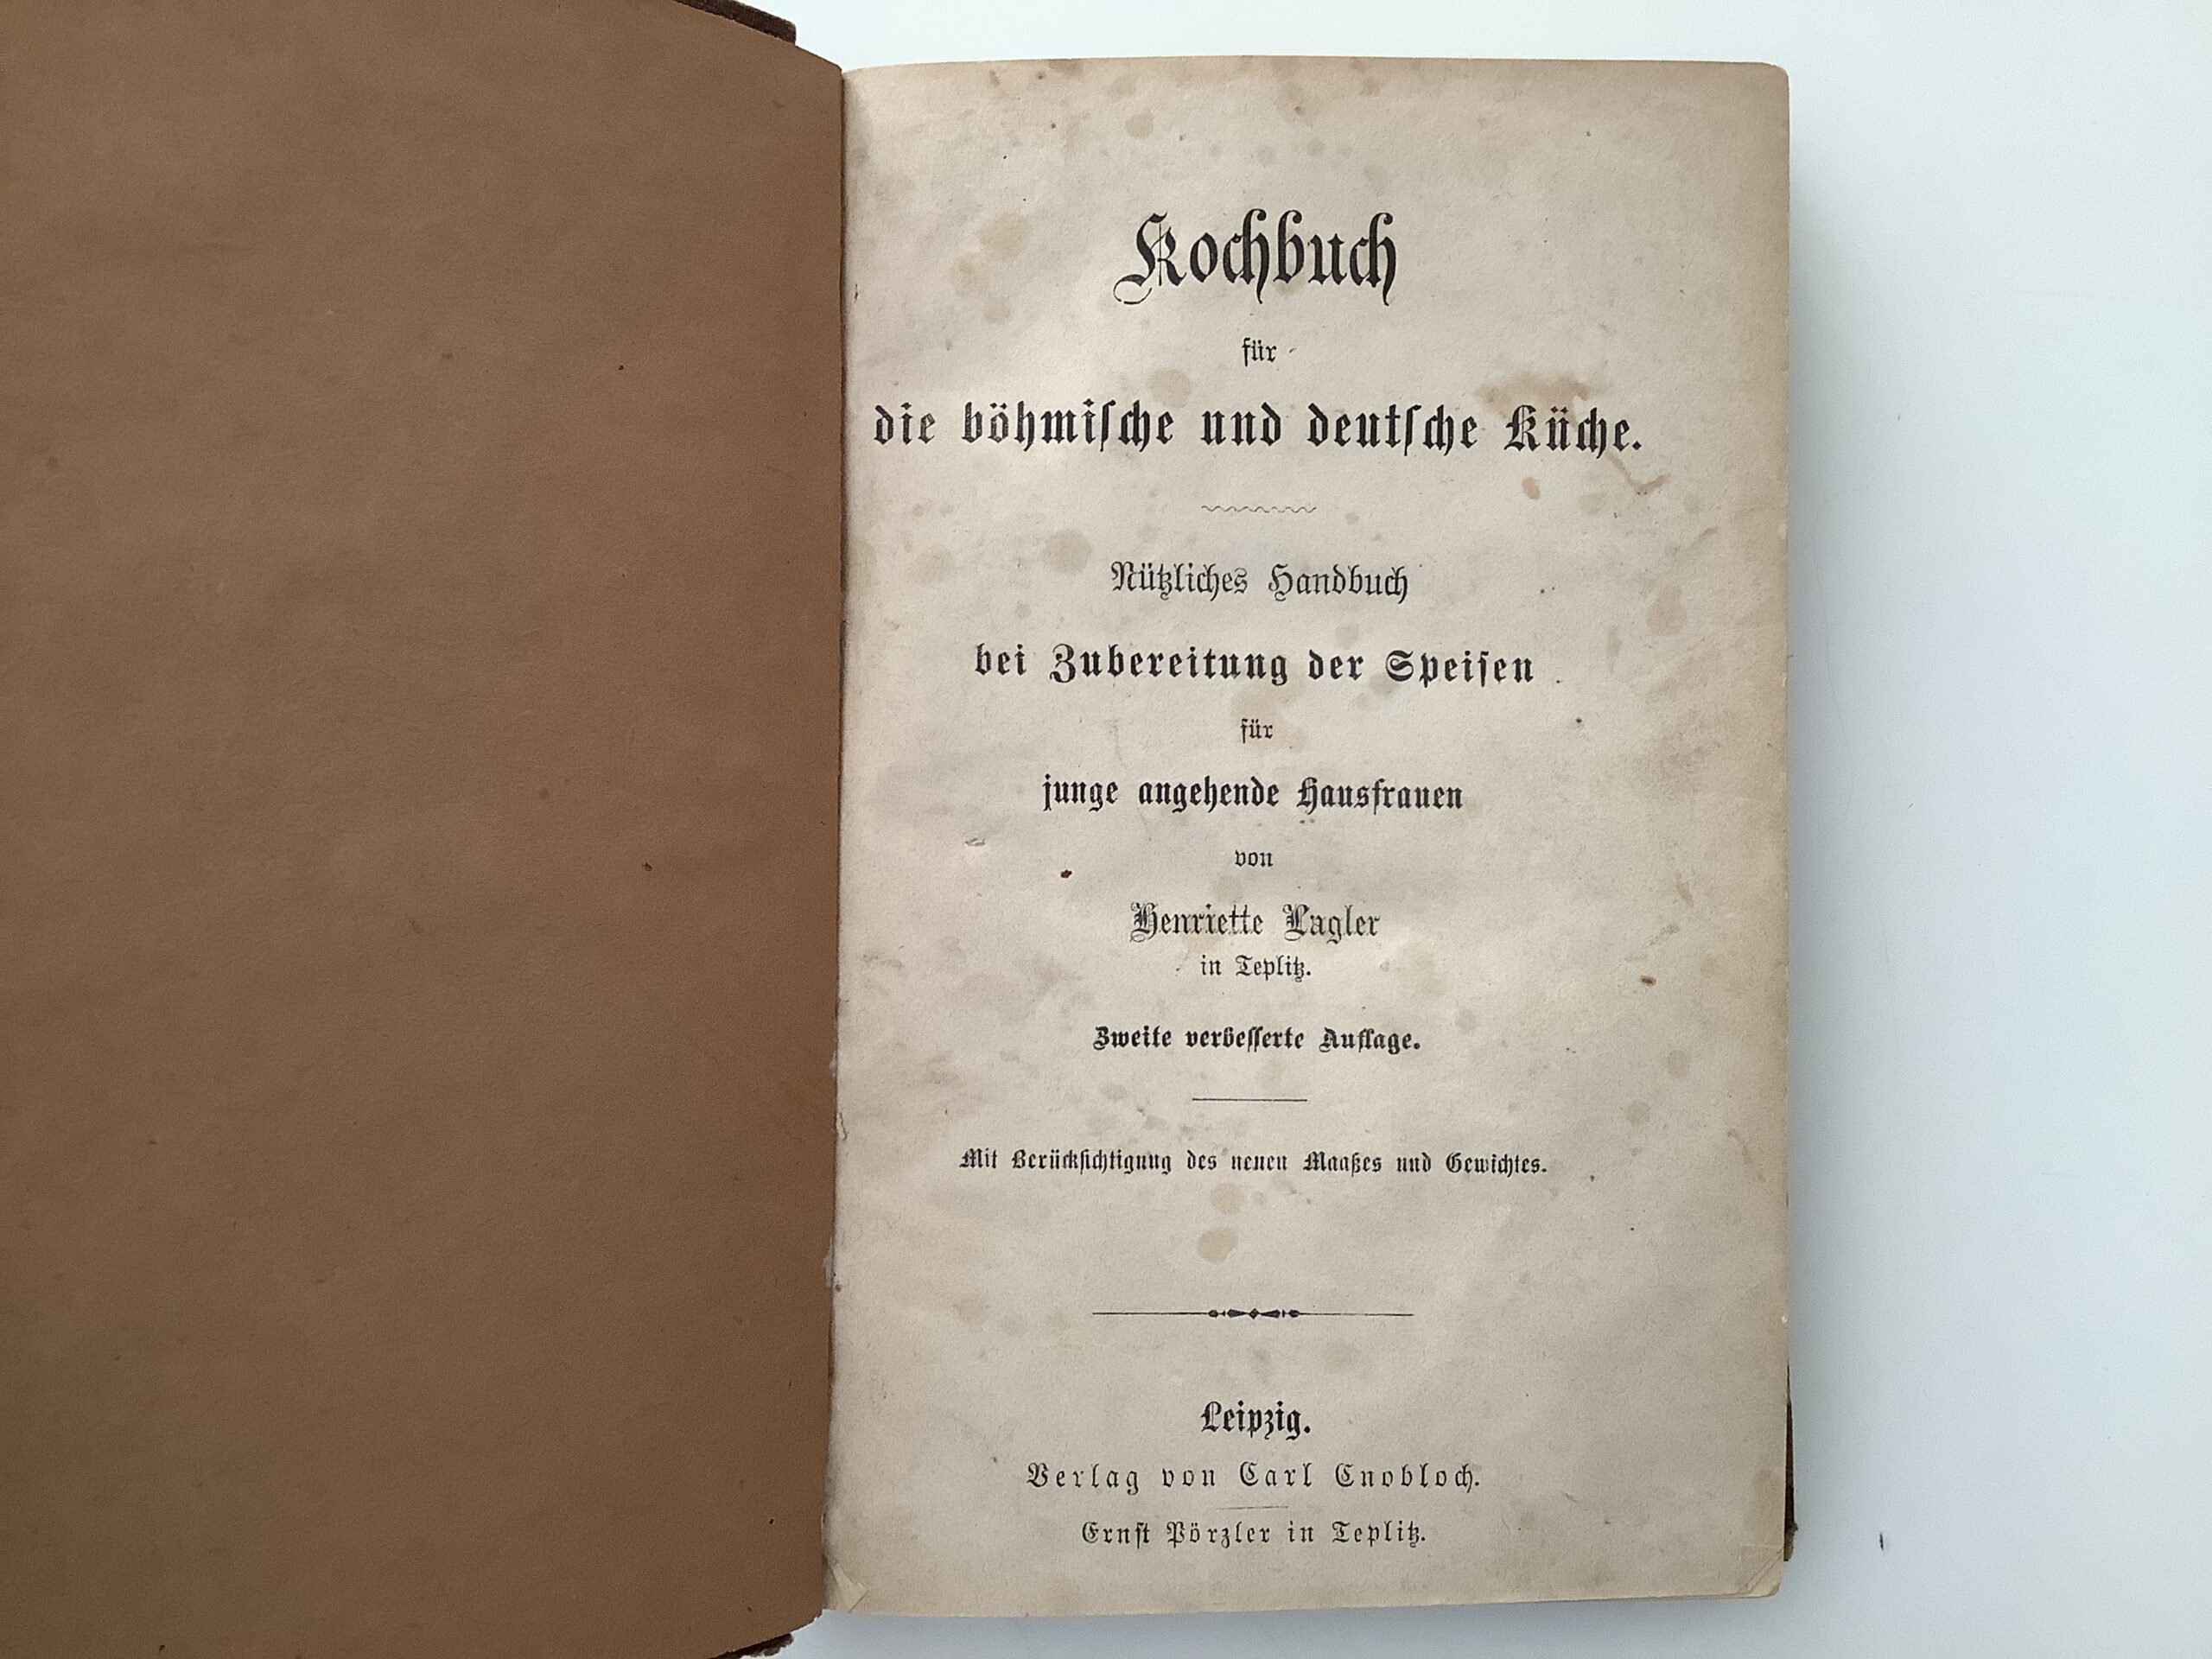 Kochbuch
für
die böhmiſche und deutſche Küche.
Nützliches Handbuch
bei Zubereitung der Speiſen
für
junge angehende Hausfrauen
von
Henriette Lagler
in Teplitz.
Zweite verbeſſerte Auflage.
Mit Berückſichtigung des neuen Maaßes und Gewichtes.
Leipzig.
Verlag von Carl Cnobloch.
Ernſt Pörzler in Teplitz.